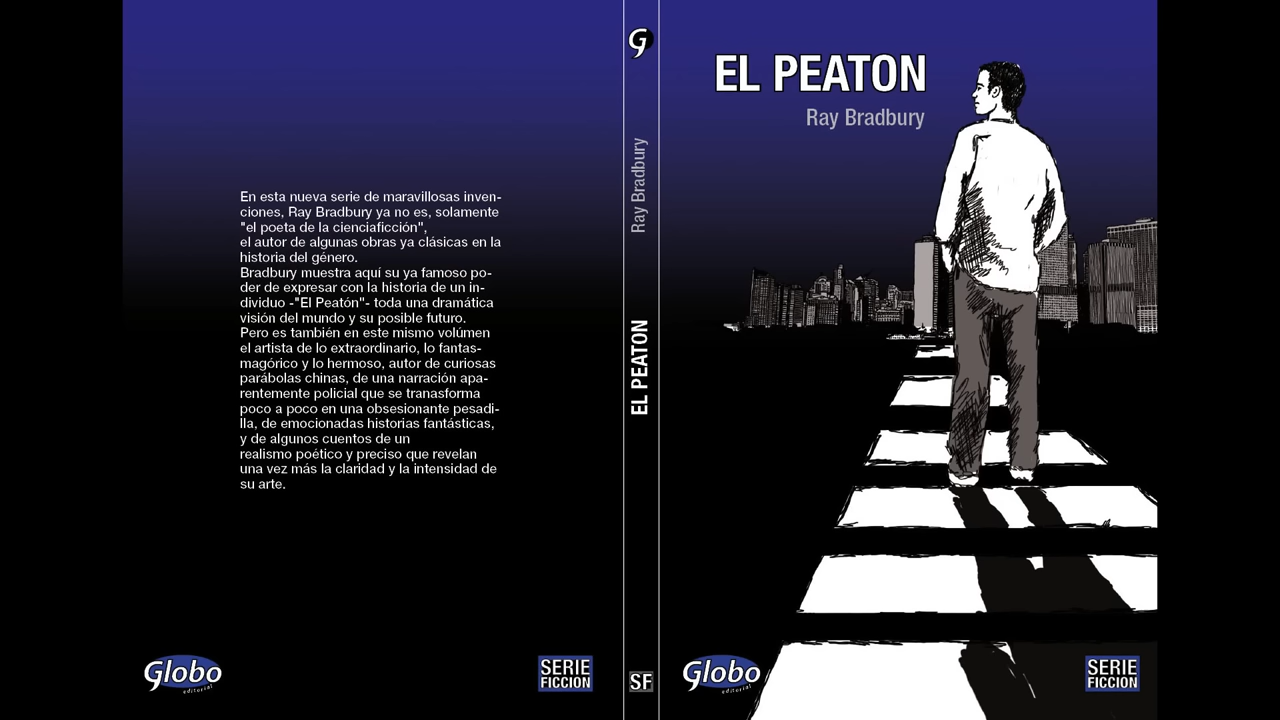 En esta nueva serie de maravillosas inven-
ciones, Ray Bradbury ya no es, solamente
"el poeta de la cienciaficción",
el autor de algunas obras ya clásicas en la
historia del género.
Bradbury muestra aquí su ya famoso po-
der de expresar con la historia de un in-
dividuo -"El Peatón"- toda una dramática
visión del mundo y su posible futuro.
Pero es también en este mismo volúmen
el artista de lo extraordinario, lo fantas-
magórico y lo hermoso, autor de curiosas
parábolas chinas, de una narración apa-
rentemente policial que se tranasforma
poco a poco en una obsesionante pesadi-
lla, de emocionadas historias fantásticas,
y de algunos cuentos de un
realismo poético y preciso que revelan
una vez más la claridad y la intensidad de
su arte.
Globo
editorial
SERIE
FICCION
G
Ray Bradbury
EL PEATON
SF
EL PEATON
Ray Bradbury
Globo
editorial
SERIE
FICCION